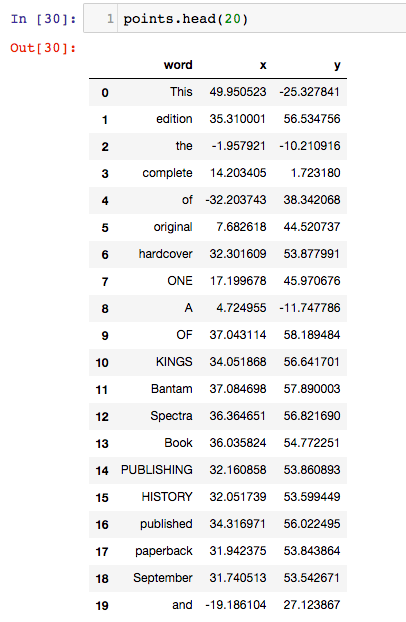 In [30]: 1 points.head(20)
Out[30]:
word x y
0 This 49.950523 -25.327841
1 edition 35.310001 56.534756
2 the -1.957921 -10.210916
3 complete 14.203405 1.723180
4 of -32.203743 38.342068
5 original 7.682618 44.520737
6 hardcover 32.301609 53.877991
7 ONE 17.199678 45.970676
8 A 4.724955 -11.747786
9 OF 37.043114 58.189484
10 KINGS 34.051868 56.641701
11 Bantam 37.084698 57.890003
12 Spectra 36.364651 56.821690
13 Book 36.035824 54.772251
14 PUBLISHING 32.160858 53.860893
15 HISTORY 32.051739 53.599449
16 published 34.316971 56.022495
17 paperback 31.942375 53.843864
18 September 31.740513 53.542671
19 and -19.186104 27.123867